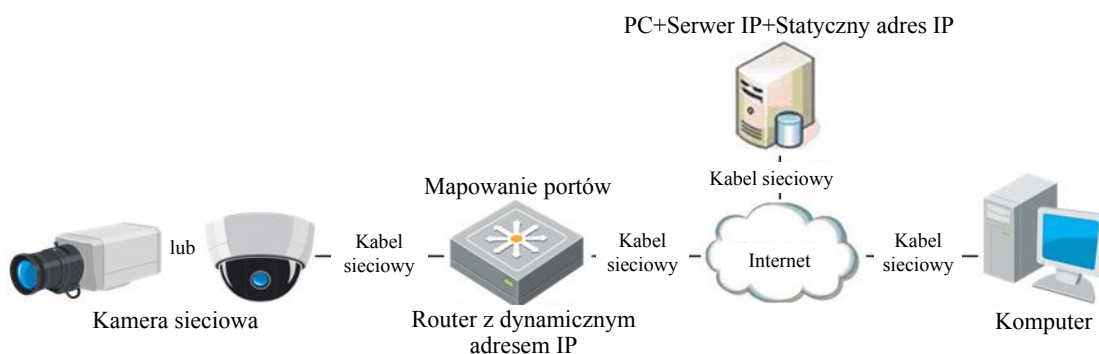 PC+Serwer IP+Statyczny adres IP
Kabel sieciowy
Mapowanie portów
lub
Kabel
sieciowy
Kabel
sieciowy
Internet
Kabel
sieciowy
Kamera sieciowa
Router z dynamicznym
adresem IP
Komputer